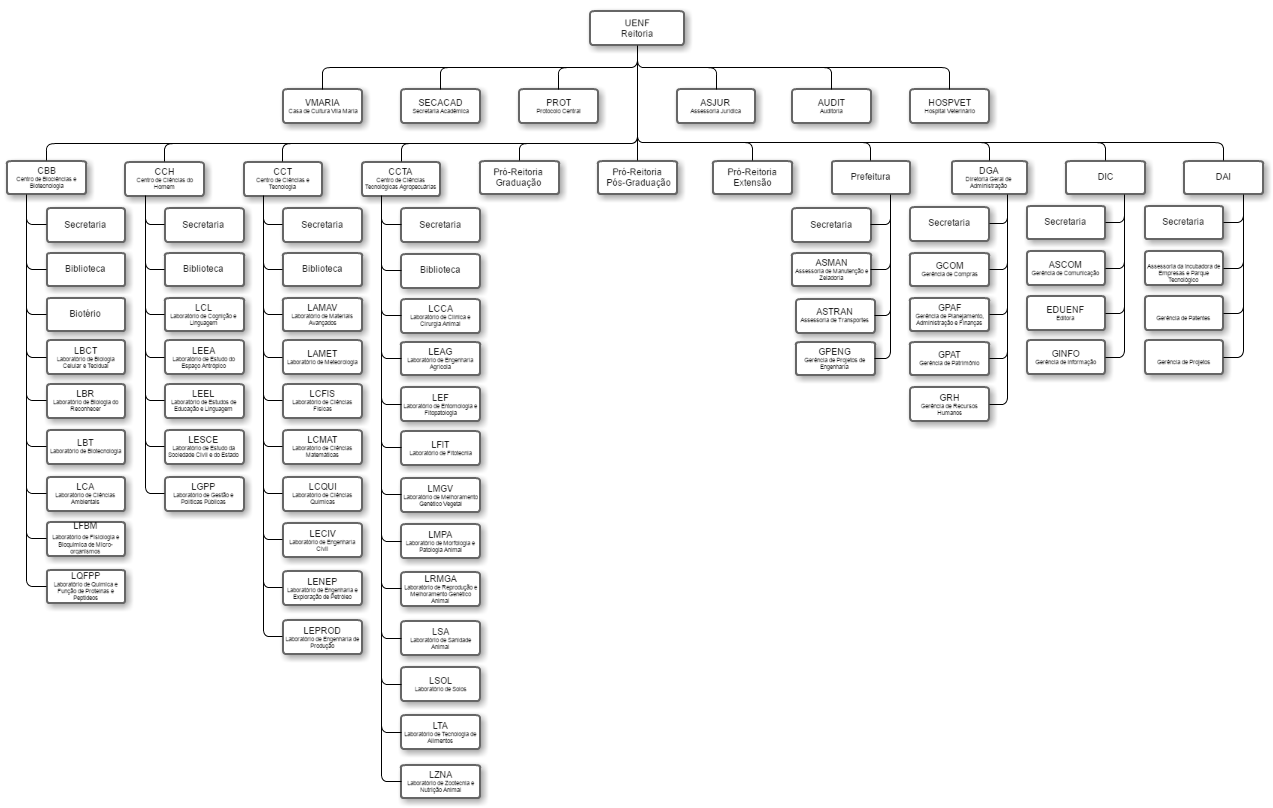 UENF
Reitoria
VMARIA
Casa de Cultura Vila Maria
SECACAD
Secretaria Acadêmica
PROT
Protocolo Central
ASJUR
Assessoria Jurídica
AUDIT
Auditoria
HOSPVET
Hospital Veterinário
CBB
Centro de Biociências e
Biotecnologia
CCH
Centro de Ciências do
Homem
CCT
Centro de Ciências e
Tecnologia
CCTA
Centro de Ciências
Tecnológicas Agropecuárias
Pró-Reitoria
Graduação
Pró-Reitoria
Pós-Graduação
Pró-Reitoria
Extensão
Prefeitura
DGA
Diretoria Geral de
Administração
DIC
DAI
Secretaria
Biblioteca
Biotério
LBCT
Laboratório de Biologia
Celular e Tecidual
LBR
Laboratório de Biologia do
Reconhecer
LBT
Laboratório de Biotecnologia
LCA
Laboratório de Ciências
Ambientais
LFBM
Laboratório de Fisiologia e
Bioquímica de Micro-
organismos
LQFPP
Laboratório de Química e
Função de Proteínas e
Peptídeos
Secretaria
Biblioteca
LCL
Laboratório de Cognição e
Linguagem
LEEA
Laboratório de Estudo do
Espaço Antrópico
LEEL
Laboratório de Estudos de
Educação e Linguagem
LESCE
Laboratório de Estudo da
Sociedade Civil e do Estado
LGPP
Laboratório de Gestão e
Políticas Públicas
Secretaria
Biblioteca
LAMAV
Laboratório de Materiais
Avançados
LAMET
Laboratório de Meteorologia
LCFIS
Laboratório de Ciências
Físicas
LCMAT
Laboratório de Ciências
Matemáticas
LCQUI
Laboratório de Ciências
Químicas
LECIV
Laboratório de Engenharia
Civil
LENEP
Laboratório de Engenharia e
Exploração de Petróleo
LEPROD
Laboratório de Engenharia de
Produção
Secretaria
Biblioteca
LCCA
Laboratório de Clínica e
Cirurgia Animal
LEAG
Laboratório de Engenharia
Agrícola
LEF
Laboratório de Entomologia e
Fitopatologia
LFIT
Laboratório de Fitotecnia
LMGV
Laboratório de Melhoramento
Genético Vegetal
LMPA
Laboratório de Morfologia e
Patologia Animal
LRMGA
Laboratório de Reprodução e
Melhoramento Genético
Animal
LSA
Laboratório de Sanidade
Animal
LSOL
Laboratório de Solos
LTA
Laboratório de Tecnologia de
Alimentos
LZNA
Laboratório de Zootecnia e
Nutrição Animal
Secretaria
ASMAN
Assessoria de Manutenção e
Zeladoria
ASTRAN
Assessoria de Transportes
GPENG
Gerência de Projetos de
Engenharia
Secretaria
GCOM
Gerência de Compras
GPAF
Gerência de Planejamento,
Administração e Finanças
GPAT
Gerência de Patrimônio
GRH
Gerência de Recursos
Humanos
Secretaria
ASCOM
Gerência de Comunicação
EDUENF
Editora
GINFO
Gerência de Informação
Secretaria
Assessoria da Incubadora de
Empresas e Parque
Tecnológico
Gerência de Patentes
Gerência de Projetos